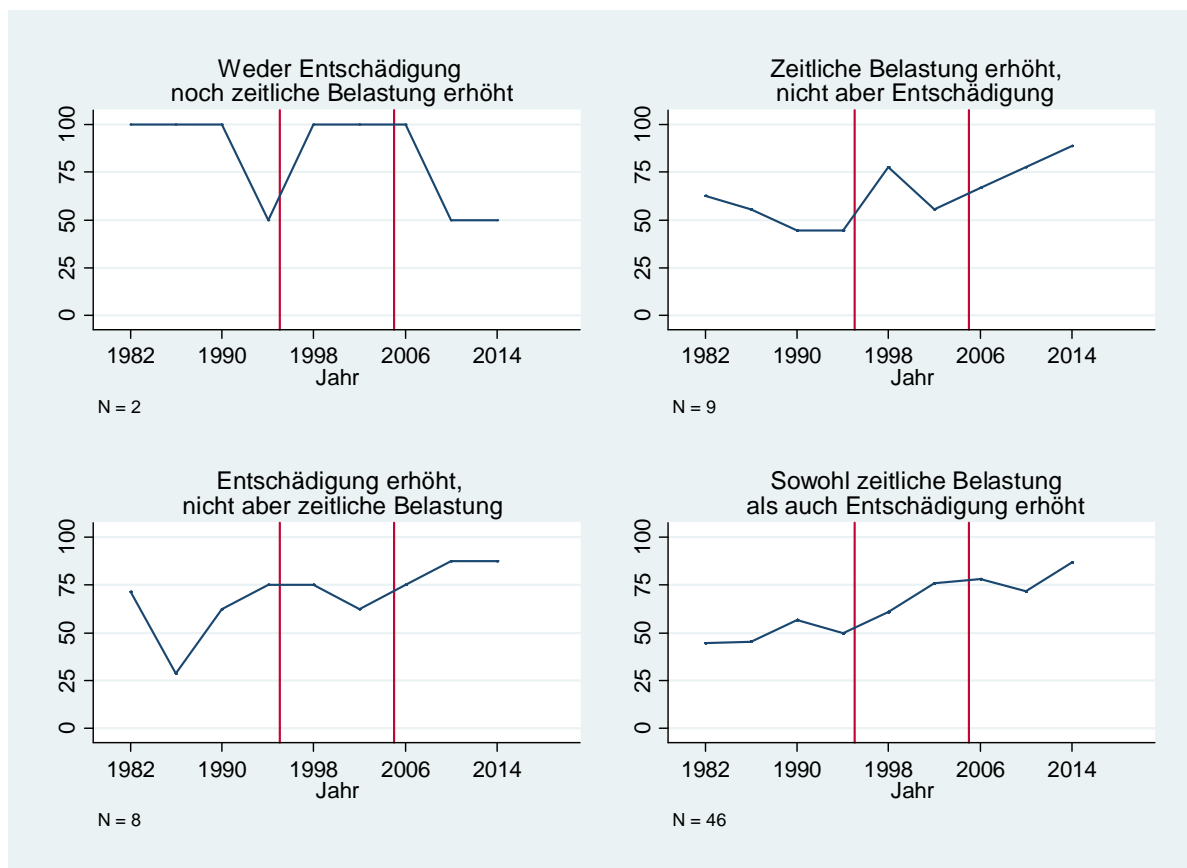 Weder Entschädigung
noch zeitliche Belastung erhöht
100
75
50
25
0
1982 1990 1998 2006 2014
Jahr
N = 2
Zeitliche Belastung erhöht,
nicht aber Entschädigung
100
75
50
25
0
1982 1990 1998 2006 2014
Jahr
N = 9
Entschädigung erhöht,
nicht aber zeitliche Belastung
100
75
50
25
0
1982 1990 1998 2006 2014
Jahr
N = 8
Sowohl zeitliche Belastung
als auch Entschädigung erhöht
100
75
50
25
0
1982 1990 1998 2006 2014
Jahr
N = 46